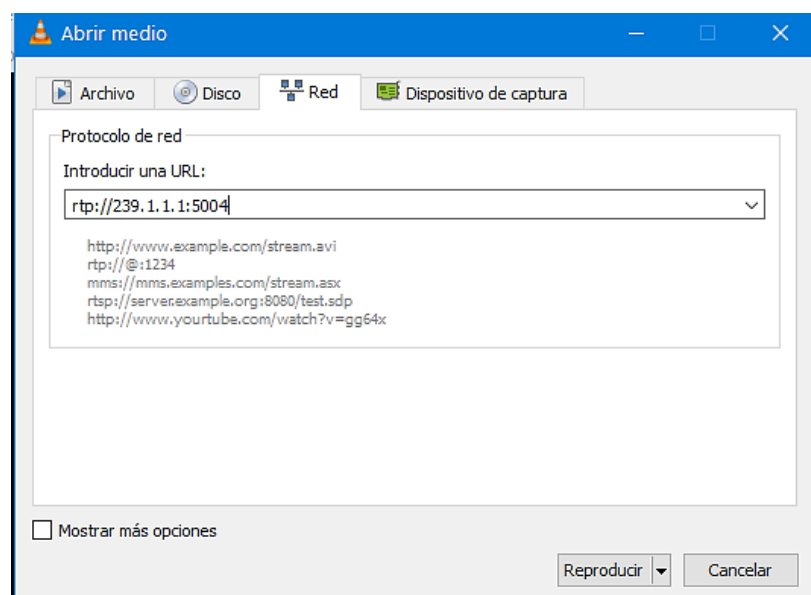 Abrir medio
Archivo
Disco
Red
Dispositivo de captura
Protocolo de red
Introducir una URL:
rtp://239.1.1.1:5004
http://www.example.com/stream.avi
rtp://@:1234
mms://mms.examples.com/stream.asx
rtsp://server.example.org:8080/test.sdp
http://www.yourtube.com/watch?v=gg64x
Mostrar más opciones
Reproducir
Cancelar